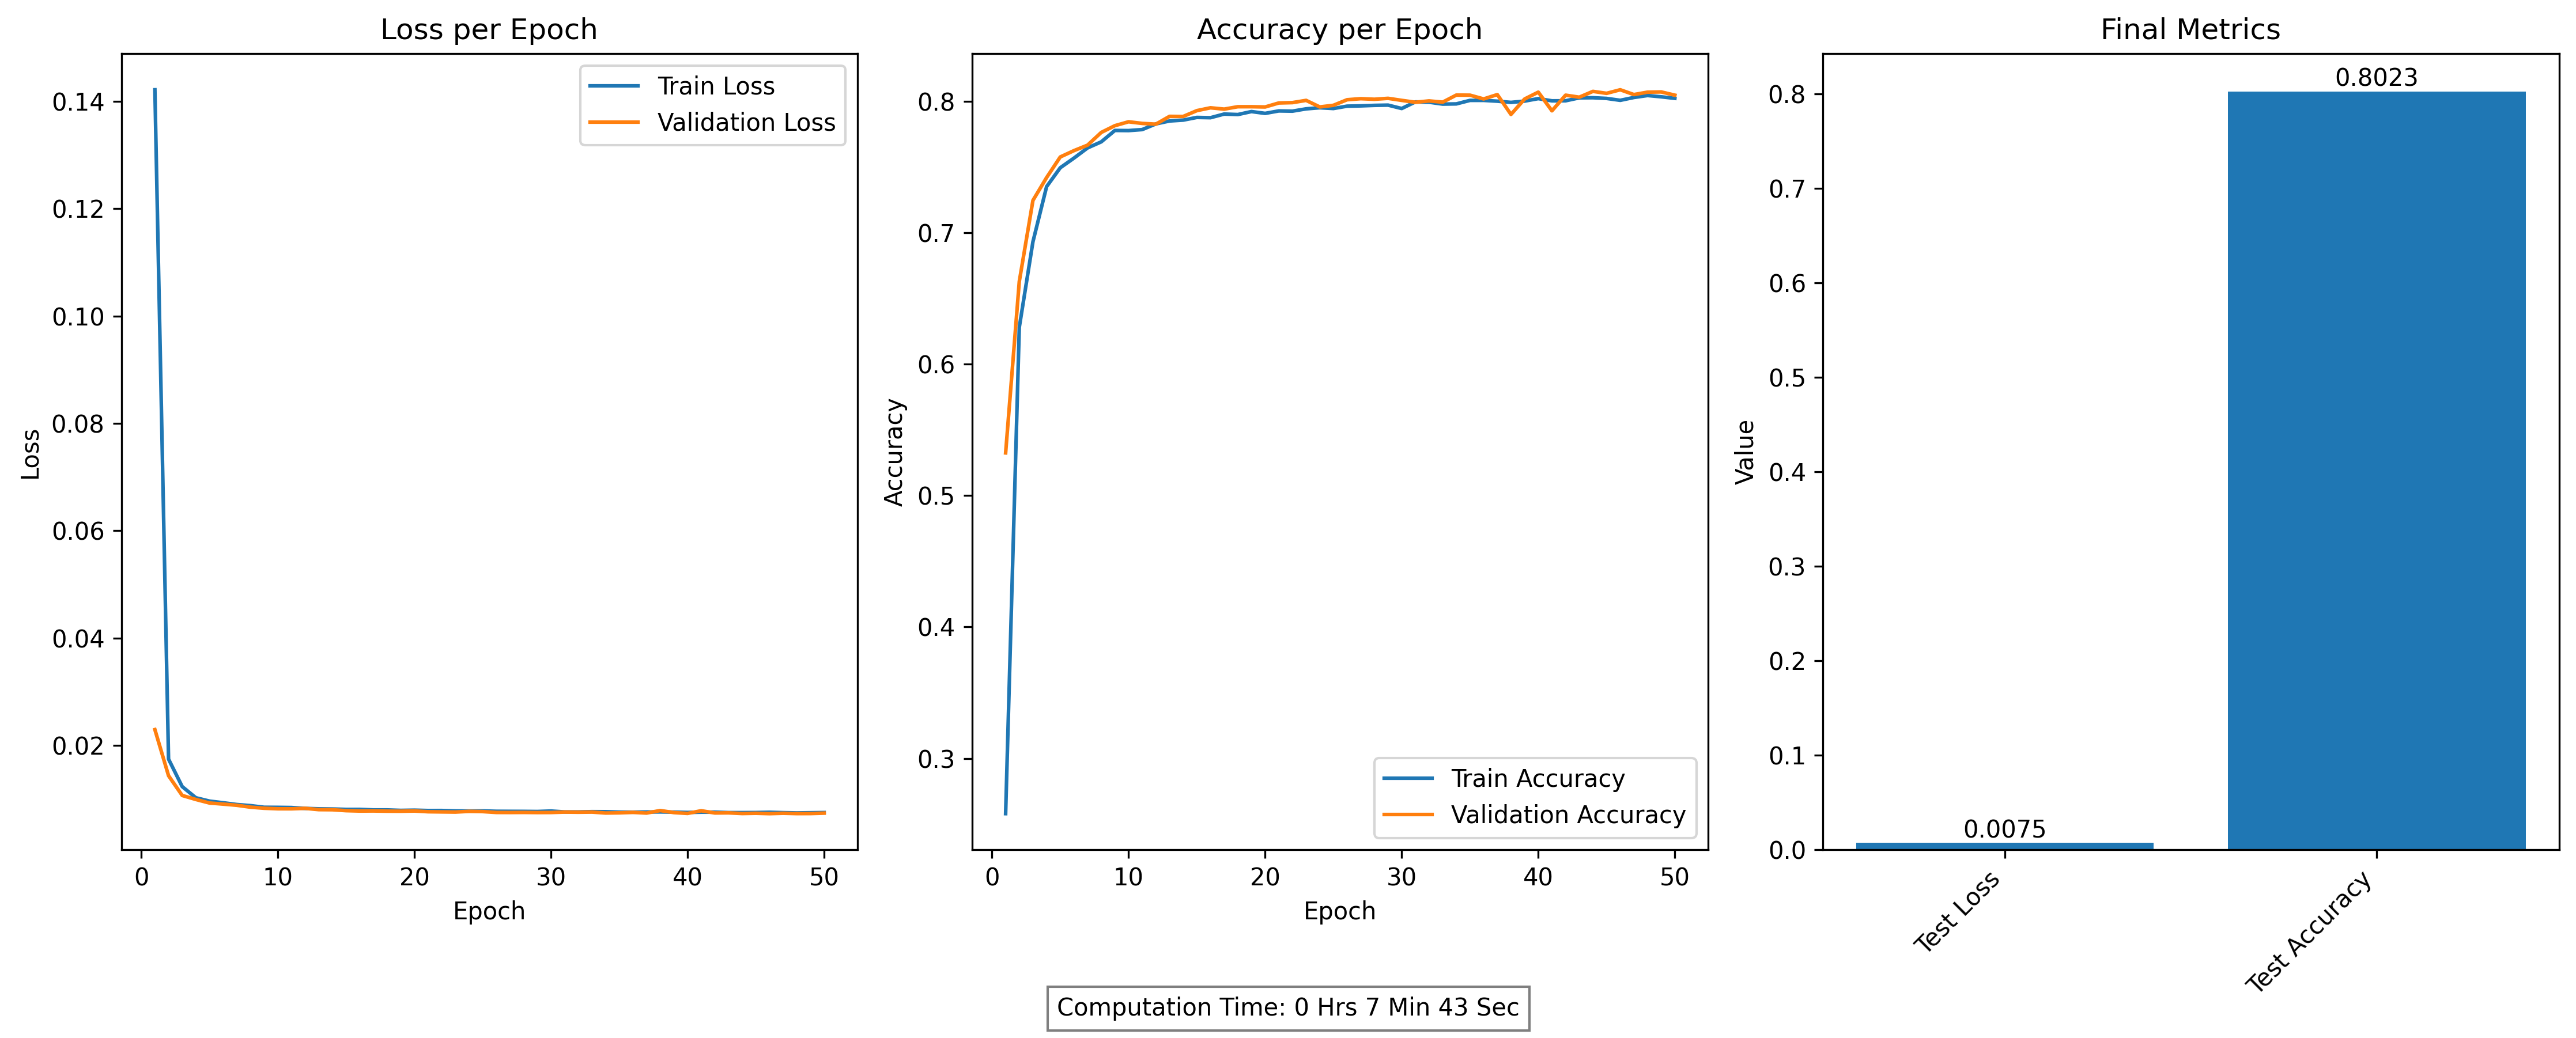 Loss per Epoch
Train Loss
Validation Loss
0.14
0.12
0.10
0.08
0.06
0.04
0.02
Loss
0
10
20
30
40
50
Epoch
Accuracy per Epoch
0.8
0.7
0.6
0.5
0.4
0.3
Accuracy
Train Accuracy
Validation Accuracy
0
10
20
30
40
50
Epoch
Final Metrics
0.8023
0.8
0.7
0.6
0.5
0.4
0.3
0.2
0.1
0.0
Value
0.0075
Test Loss
Test Accuracy
Computation Time: 0 Hrs 7 Min 43 Sec